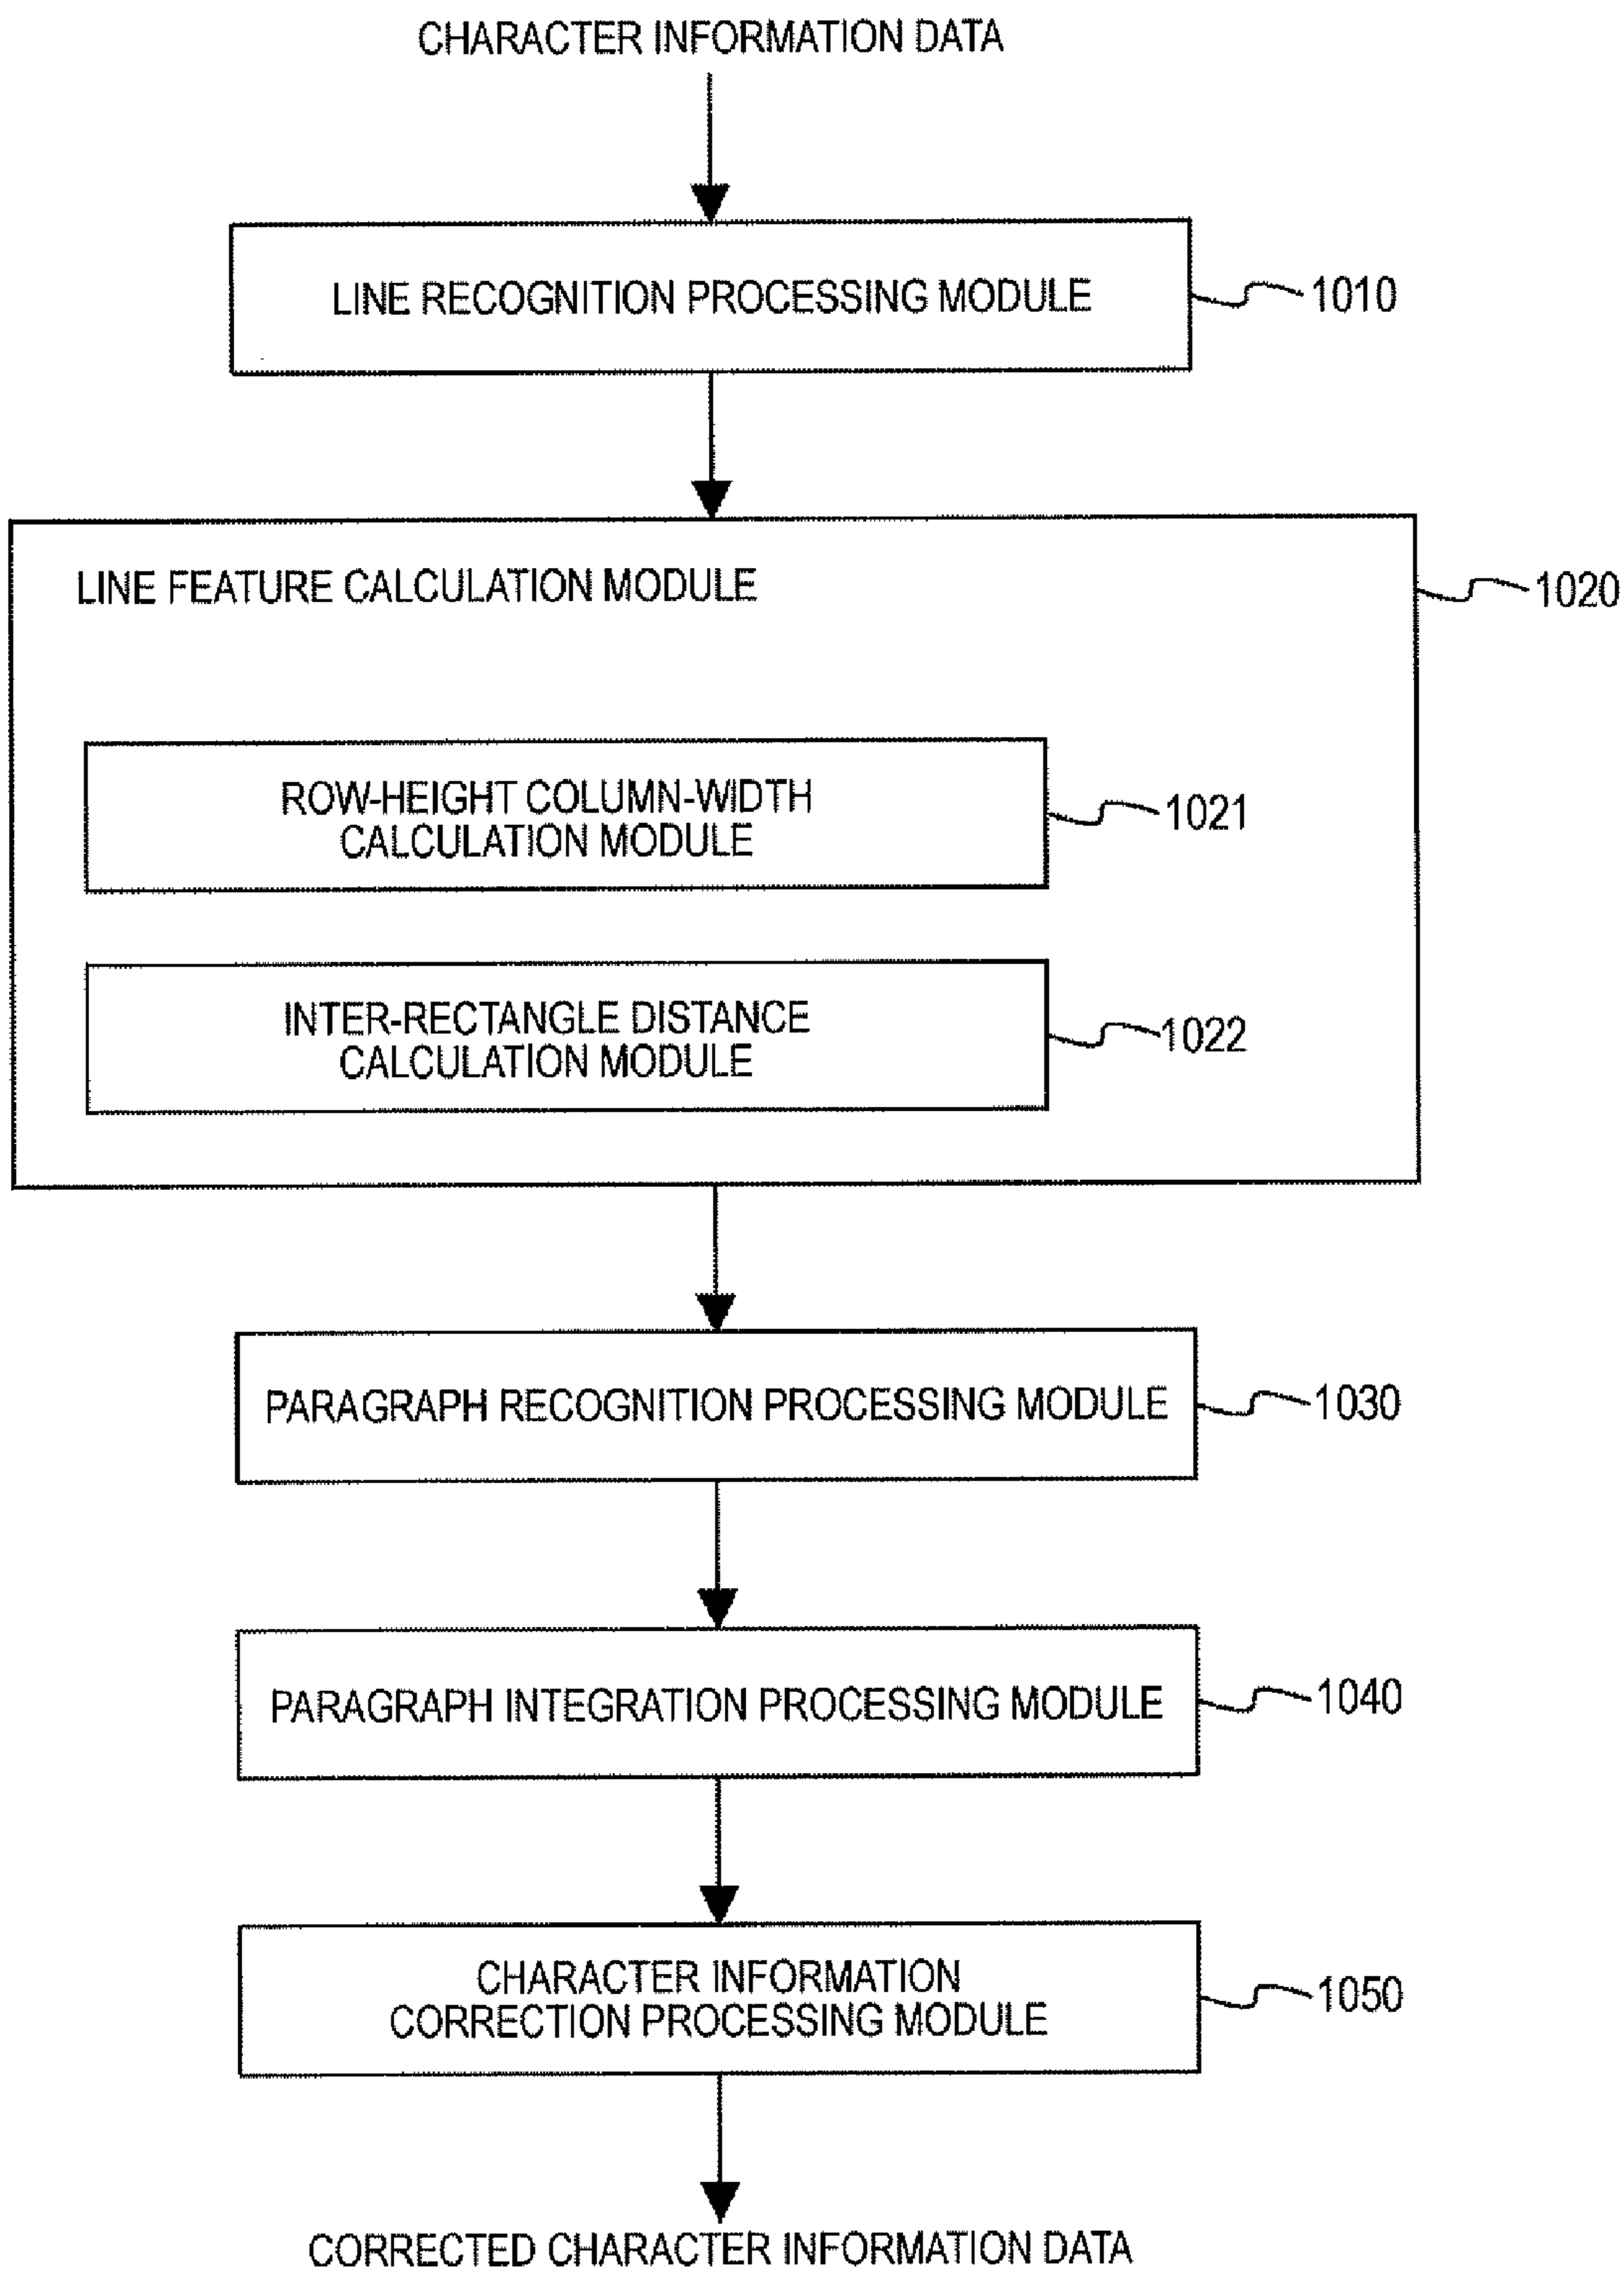 CHARACTER INFORMATION DATA
LINE RECOGNITION PROCESSING MODULE
1010
LINE FEATURE CALCULATION MODULE
1020
ROW-HEIGHT COLUMN-WIDTH
CALCULATION MODULE
1021
INTER-RECTANGLE DISTANCE
CALCULATION MODULE
1022
PARAGRAPH RECOGNITION PROCESSING MODULE
1030
PARAGRAPH INTEGRATION PROCESSING MODULE
1040
CHARACTER INFORMATION
CORRECTION PROCESSING MODULE
1050
CORRECTED CHARACTER INFORMATION DATA